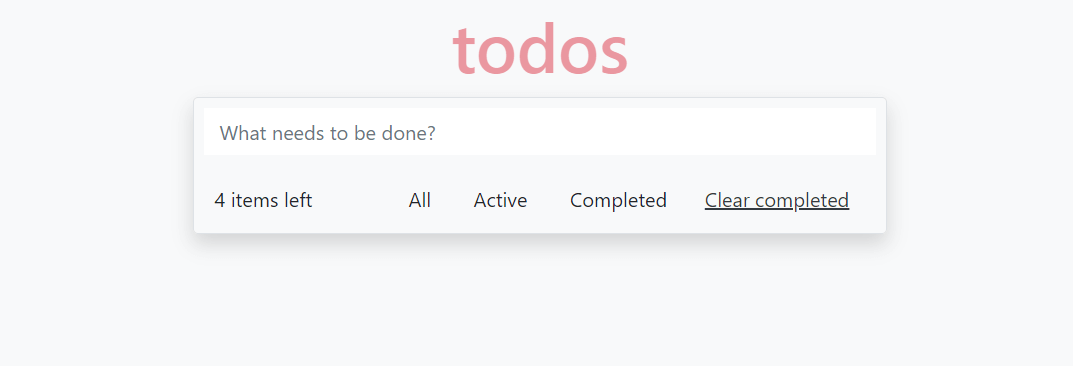 todos
What needs to be done?
4 items left All Active Completed Clear completed